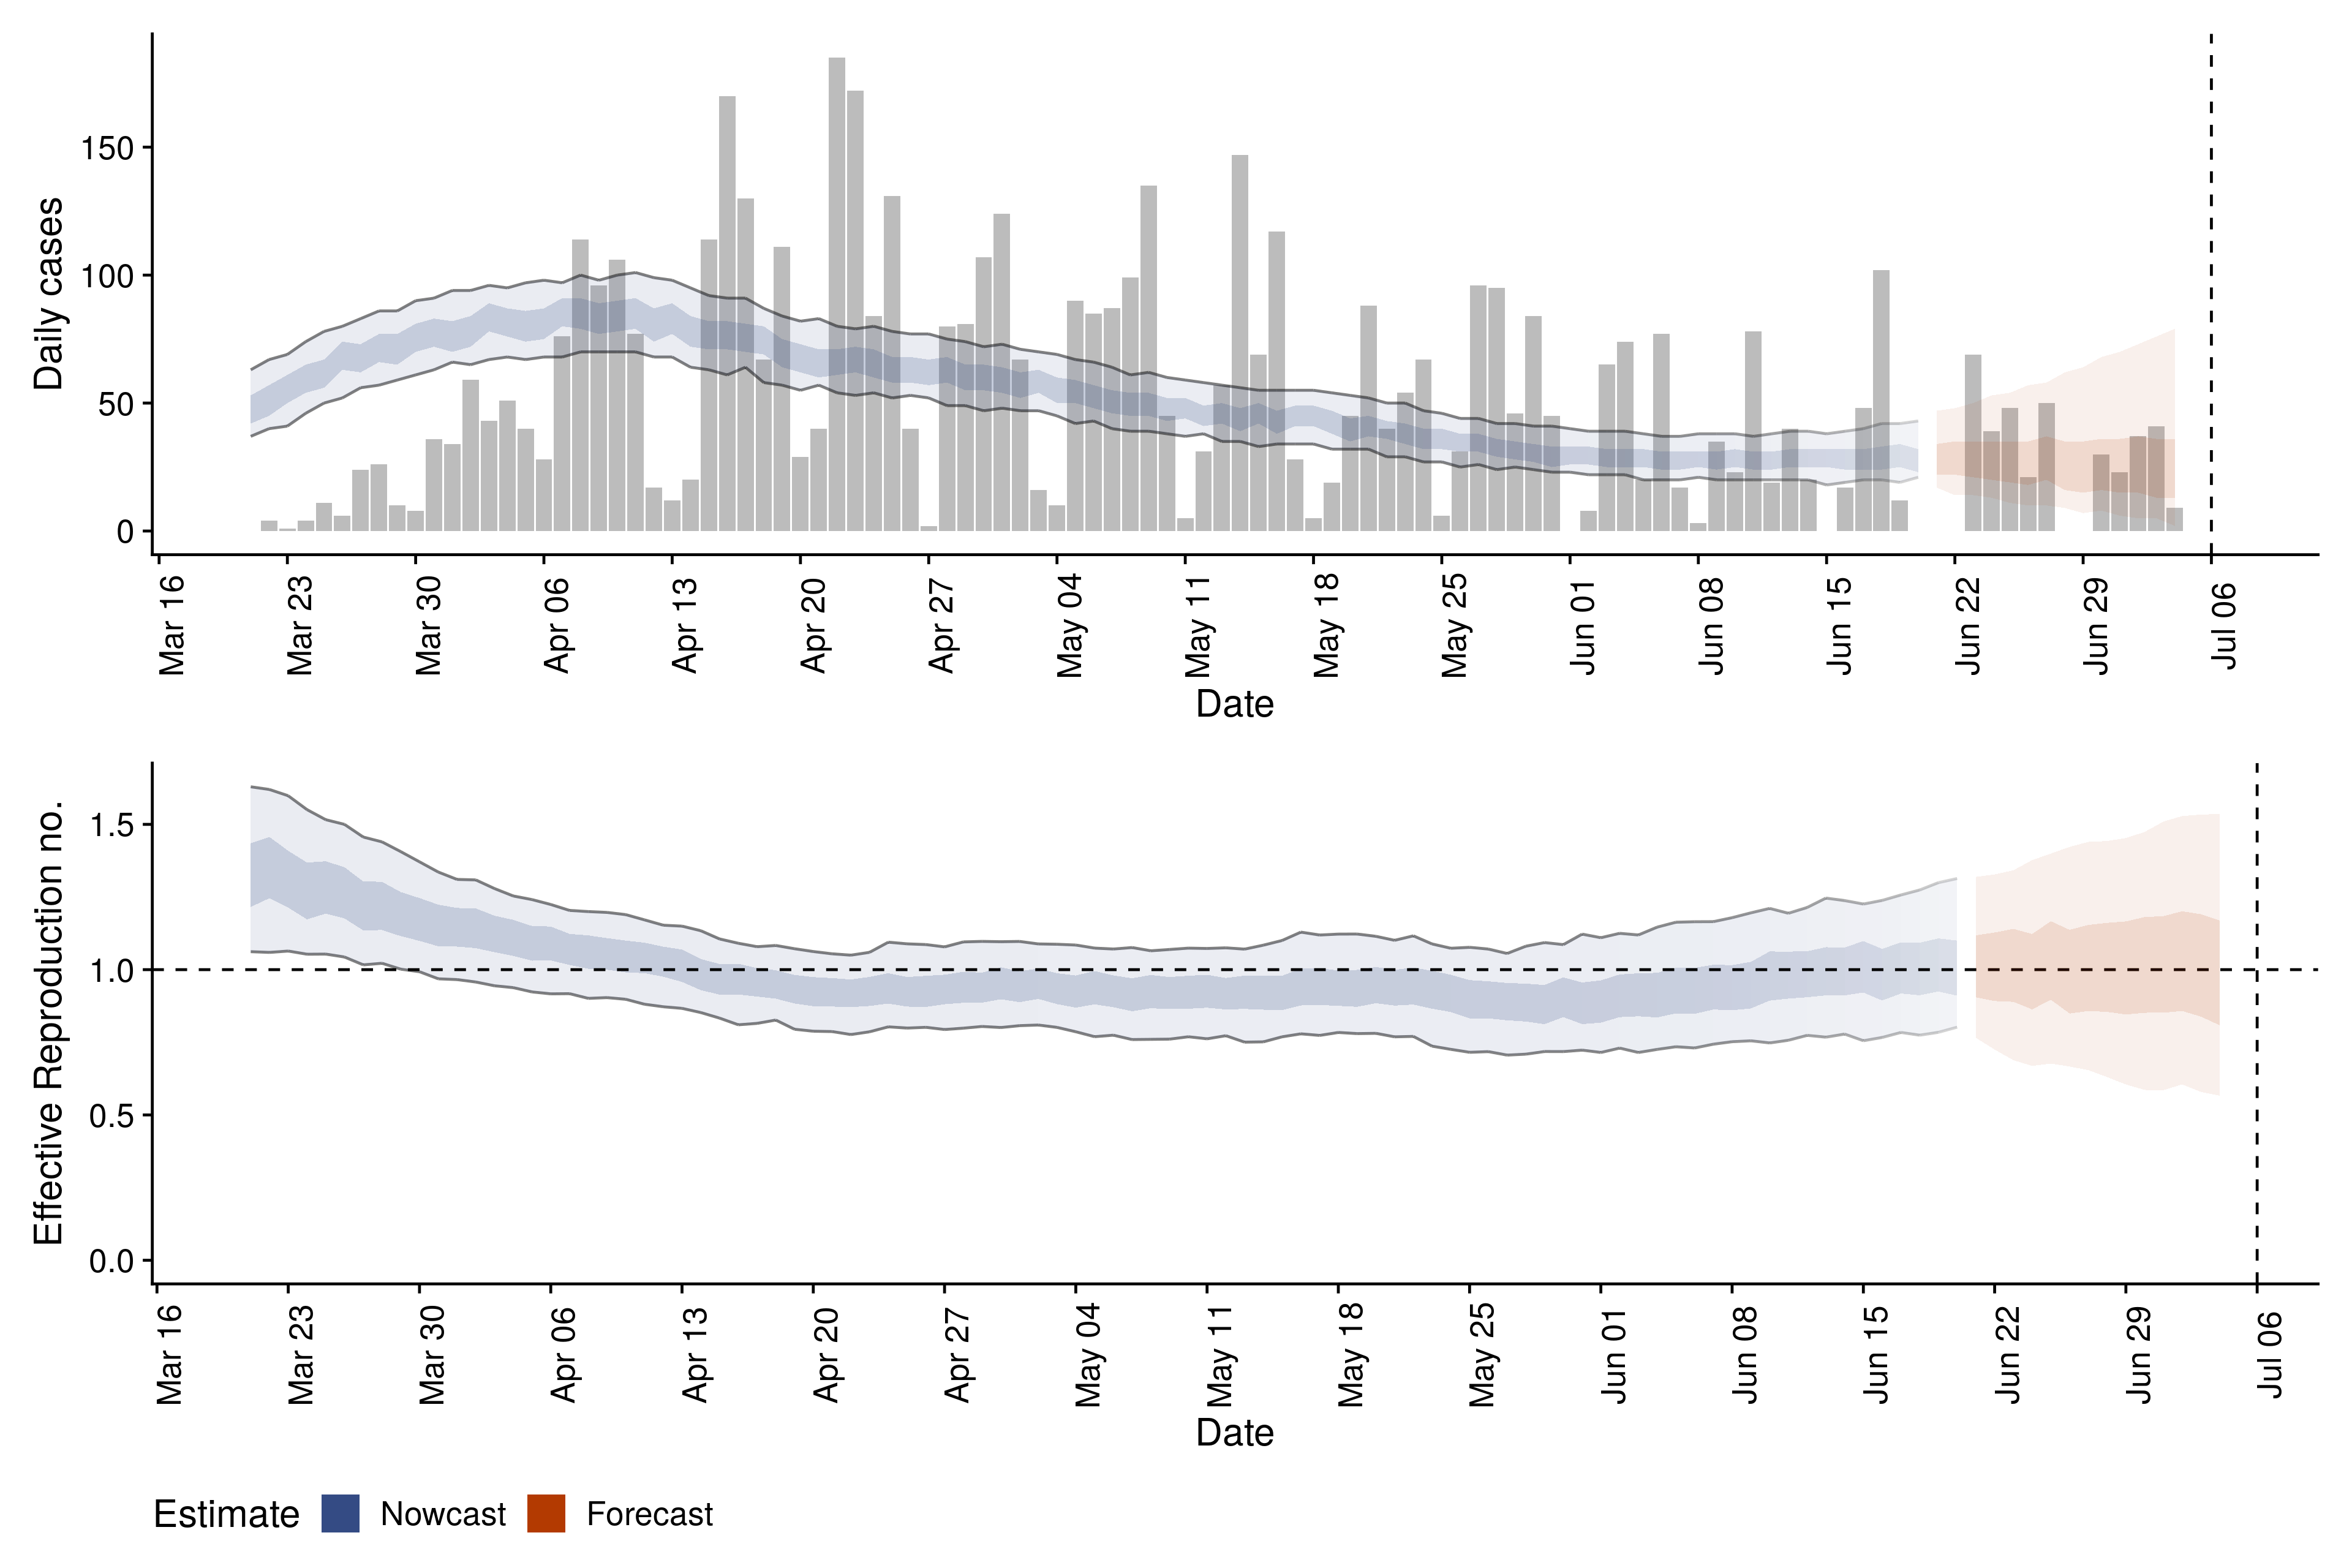 Daily cases
150
100
50
0
Mar 16 Mar 23 Mar 30 Apr 06 Apr 13 Apr 20 Apr 27 May 04 May 11 May 18 May 25 Jun 01 Jun 08 Jun 15 Jun 22 Jun 29 Jul 06
Date
Effective Reproduction no.
1.5
1.0
0.5
0.0
Mar 16 Mar 23 Mar 30 Apr 06 Apr 13 Apr 20 Apr 27 May 04 May 11 May 18 May 25 Jun 01 Jun 08 Jun 15 Jun 22 Jun 29 Jul 06
Date
Estimate Nowcast Forecast